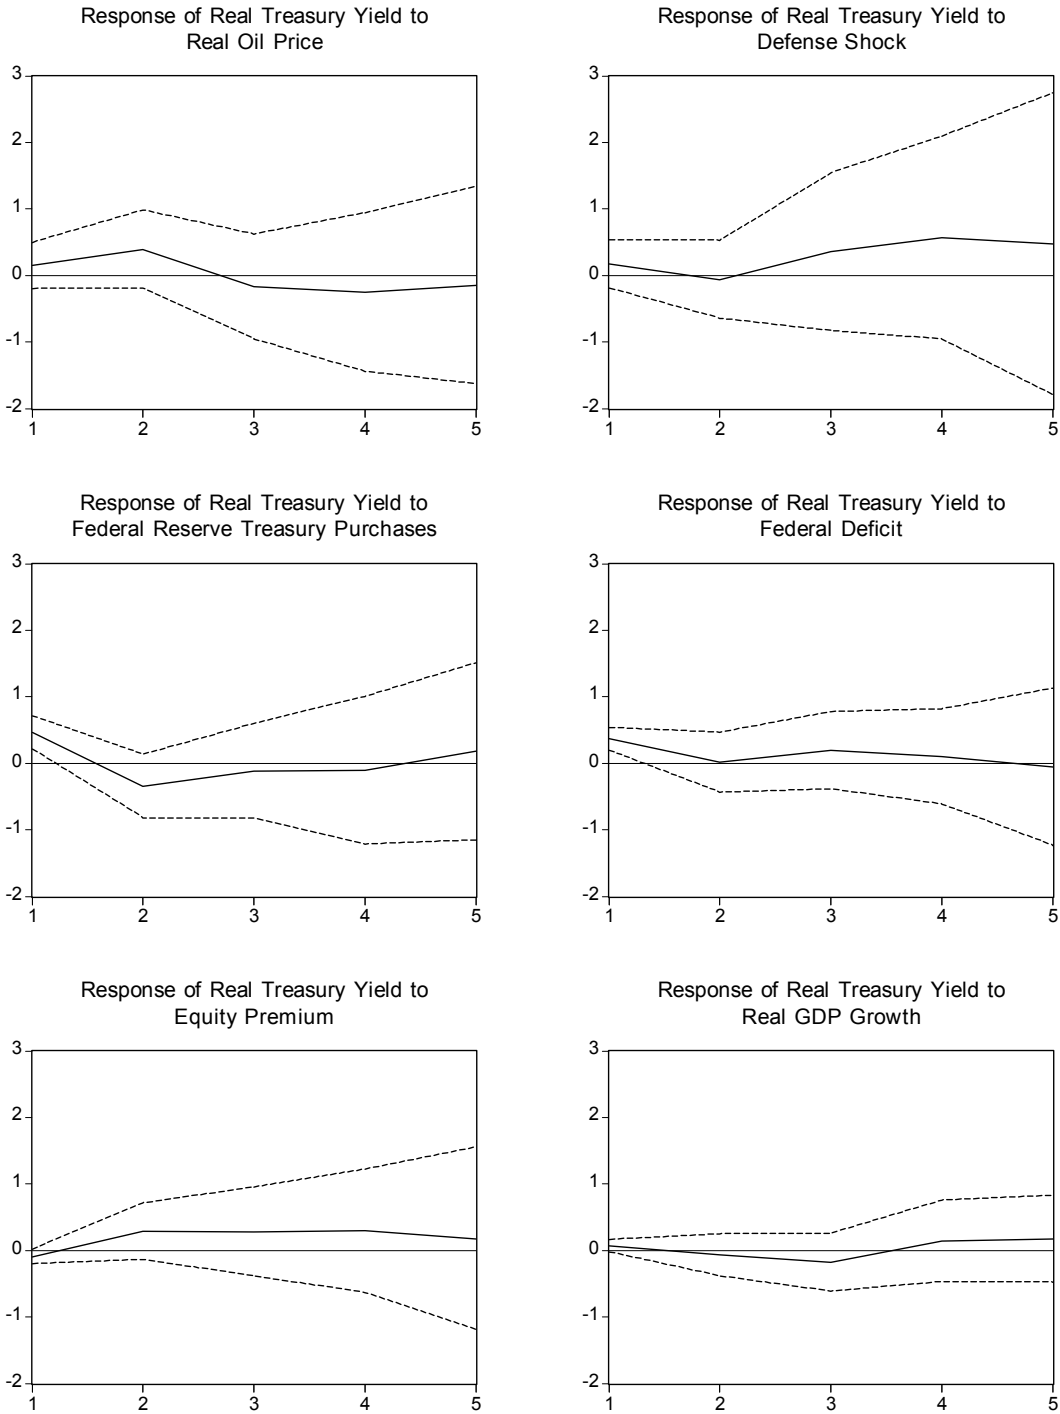 Response of Real Treasury Yield to
Real Oil Price
3
2
1
0
-1
-2
1 2 3 4 5
Response of Real Treasury Yield to
Defense Shock
3
2
1
0
-1
-2
1 2 3 4 5
Response of Real Treasury Yield to
Federal Reserve Treasury Purchases
3
2
1
0
-1
-2
1 2 3 4 5
Response of Real Treasury Yield to
Federal Deficit
3
2
1
0
-1
-2
1 2 3 4 5
Response of Real Treasury Yield to
Equity Premium
3
2
1
0
-1
-2
1 2 3 4 5
Response of Real Treasury Yield to
Real GDP Growth
3
2
1
0
-1
-2
1 2 3 4 5